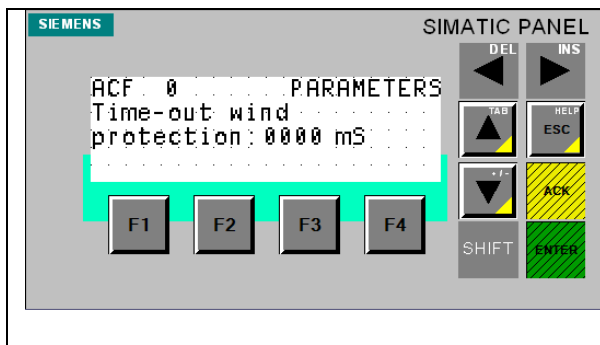 SIEMENS
SIMATIC PANEL
DEL
INS
ACF 0 PARAMETERS
Time-out wind
protection: 0000 mS
TAB
HELP
ESC
+/-
ACK
F1
F2
F3
F4
SHIFT
ENTER